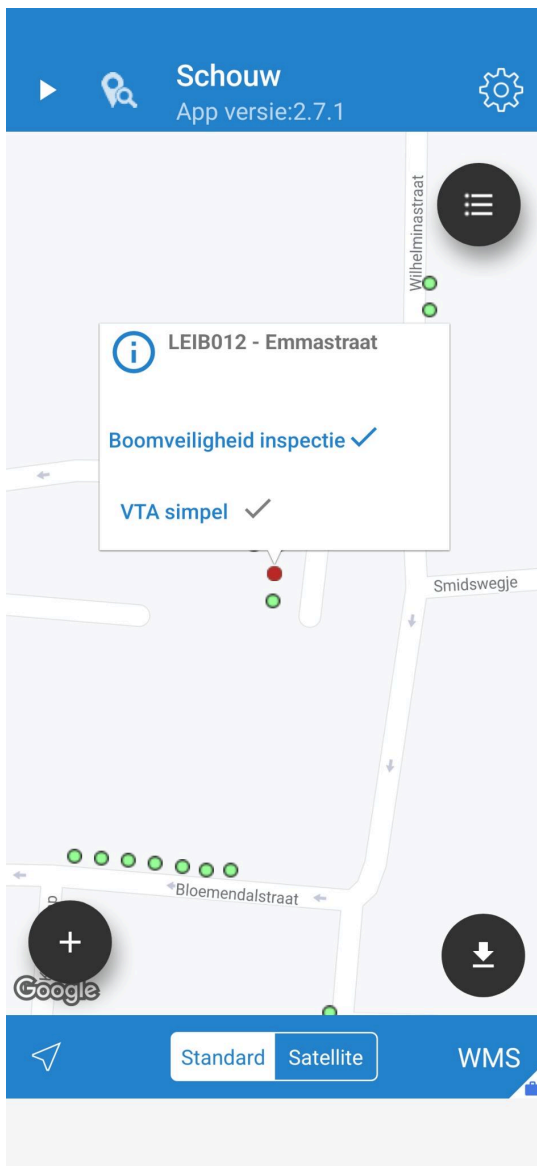 Schouw
App versie:2.7.1
Wilhelminastraat
LEIB012 - Emmastraat
Boomveiligheid inspectie
VTA simpel
Smidswegje
Bloemendalstraat
Google
Standard
Satellite
WMS